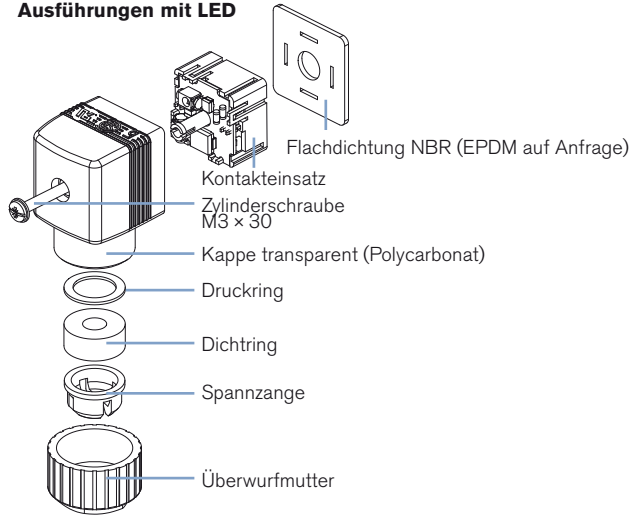 Ausführungen mit LED
Flachdichtung NBR (EPDM auf Anfrage)
Kontakteinsatz
Zylinderschraube
M3 × 30
Kappe transparent (Polycarbonat)
Druckring
Dichtring
Spannzange
Überwurfmutter